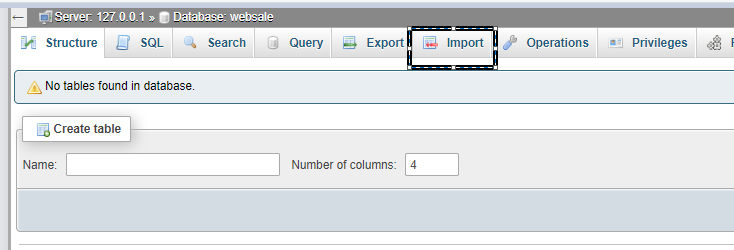 Server: 127.0.0.1 » Database: websale
Structure SQL Search Query Export Import Operations Privileges
No tables found in database.
Create table
Name: Number of columns: 4